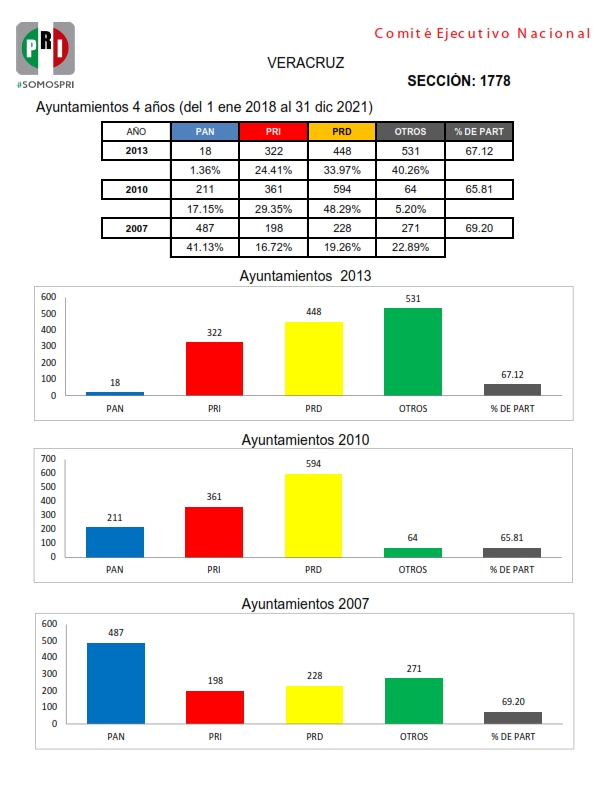 PRI
#SOMOSPRI
Comité Ejecutivo Nacional
VERACRUZ
SECCIÓN: 1778
Ayuntamientos 4 años (del 1 ene 2018 al 31 dic 2021)
AÑO PAN PRI PRD OTROS % DE PART
2013 18 322 448 531 67.12
1.36% 24.41% 33.97% 40.26%
2010 211 361 594 64 65.81
17.15% 29.35% 48.29% 5.20%
2007 487 198 228 271 69.20
41.13% 16.72% 19.26% 22.89%
Ayuntamientos 2013
600
500
400
300
200
100
0
18
322
448
531
67.12
PAN PRI PRD OTROS % DE PART
Ayuntamientos 2010
700
600
500
400
300
200
100
0
211
361
594
64
65.81
PAN PRI PRD OTROS % DE PART
Ayuntamientos 2007
600
500
400
300
200
100
0
487
198
228
271
69.20
PAN PRI PRD OTROS % DE PART